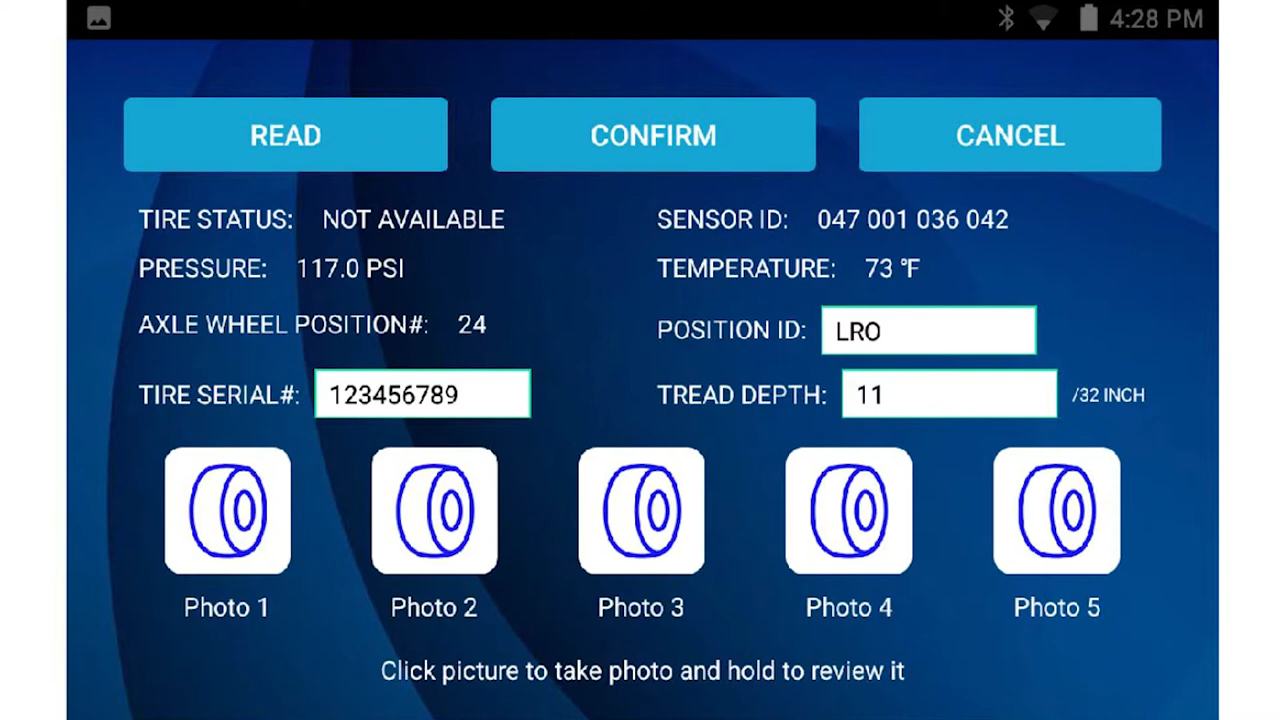 4:28 PM
READ CONFIRM CANCEL
TIRE STATUS: NOT AVAILABLE SENSOR ID: 047 001 036 042
PRESSURE: 117.0 PSI TEMPERATURE: 73 °F
AXLE WHEEL POSITION#: 24 POSITION ID: LRO
TIRE SERIAL#: 123456789 TREAD DEPTH: 11 /32 INCH
Photo 1 Photo 2 Photo 3 Photo 4 Photo 5
Click picture to take photo and hold to review it